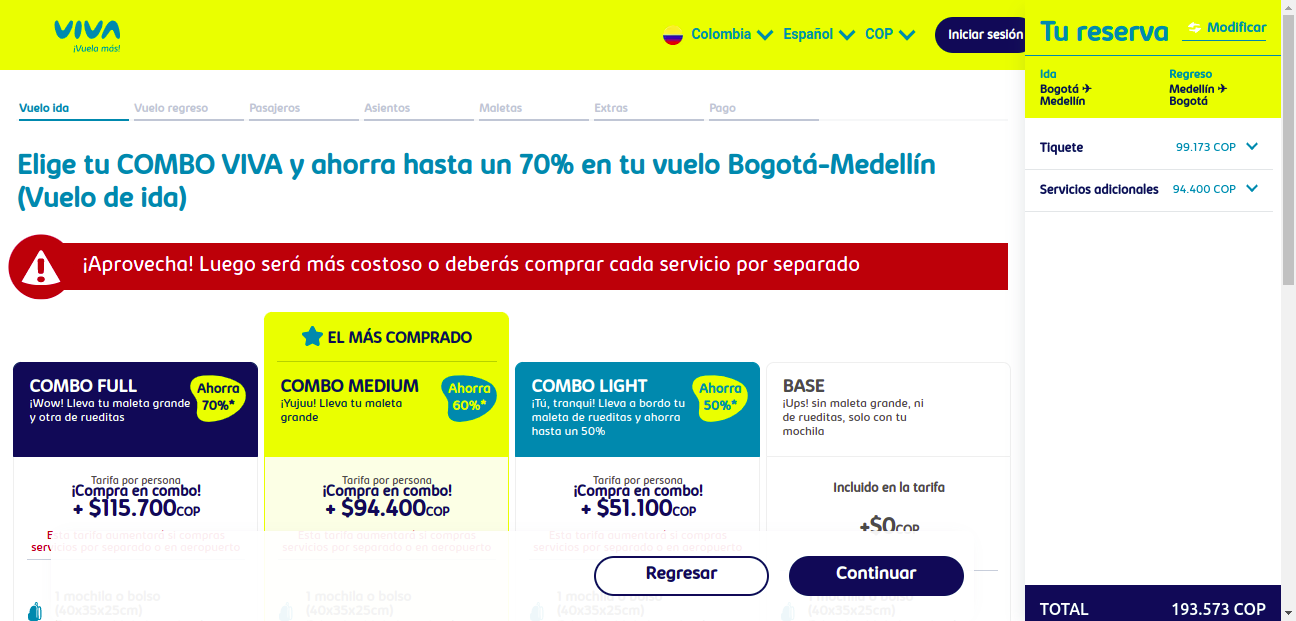 VIVA
¡Vuela más!
Colombia Español COP
Iniciar sesión
Tu reserva
Modificar
Ida
Bogotá ✈
Medellín
Regreso
Medellín ✈
Bogotá
Tiquete 99.173 COP
Servicios adicionales 94.400 COP
Vuelo ida Vuelo regreso Pasajeros Asientos Maletas Extras Pago
Elige tu COMBO VIVA y ahorra hasta un 70% en tu vuelo Bogotá-Medellín
(Vuelo de ida)
¡Aprovecha! Luego será más costoso o deberás comprar cada servicio por separado
COMBO FULL
¡Wow! Lleva tu maleta grande
y otra de rueditas
Ahorra
70%*
Tarifa por persona
¡Compra en combo!
+ $115.700COP
Esta tarifa aumentará si compras
servicios por separado o en aeropuerto
1 mochila o bolso
(40x35x25cm)
EL MÁS COMPRADO
COMBO MEDIUM
¡Yujuu! Lleva tu maleta
grande
Ahorra
60%*
Tarifa por persona
¡Compra en combo!
+ $94.400COP
Esta tarifa aumentará si compras
servicios por separado o en aeropuerto
1 mochila o bolso
(40x35x25cm)
COMBO LIGHT
¡Tú, tranqui! Lleva a bordo tu
maleta de rueditas y ahorra
hasta un 50%
Ahorra
50%*
Tarifa por persona
¡Compra en combo!
+ $51.100COP
Esta tarifa aumentará si compras
servicios por separado o en aeropuerto
1 mochila o bolso
(40x35x25cm)
BASE
¡Ups! sin maleta grande, ni
de rueditas, solo con tu
mochila
Incluido en la tarifa
+$0COP
1 mochila o bolso
(40x35x25cm)
Regresar
Continuar
TOTAL 193.573 COP